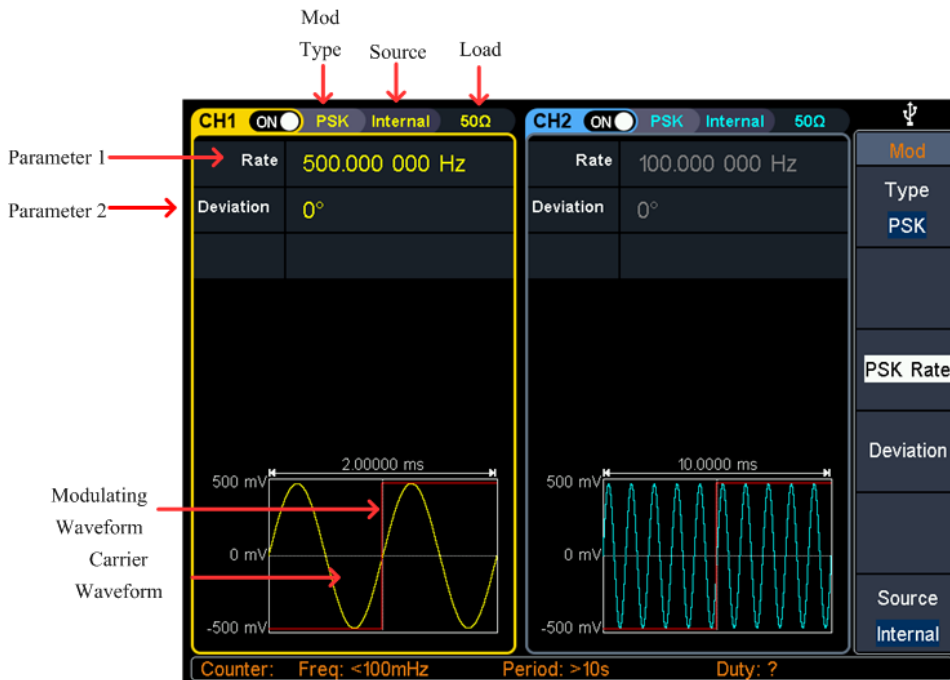 Mod
Type
Source
Load
CH1 ON PSK Internal 50Ω
Parameter 1
Rate 500.000 000 Hz
Parameter 2
Deviation 0°
CH2 ON PSK Internal 50Ω
Rate 100.000 000 Hz
Deviation 0°
Mod
Type
PSK
PSK Rate
Deviation
Source
Internal
2.00000 ms
500 mV
0 mV
-500 mV
Modulating
Waveform
Carrier
Waveform
10.0000 ms
500 mV
0 mV
-500 mV
Counter: Freq: <100mHz Period: >10s Duty: ?